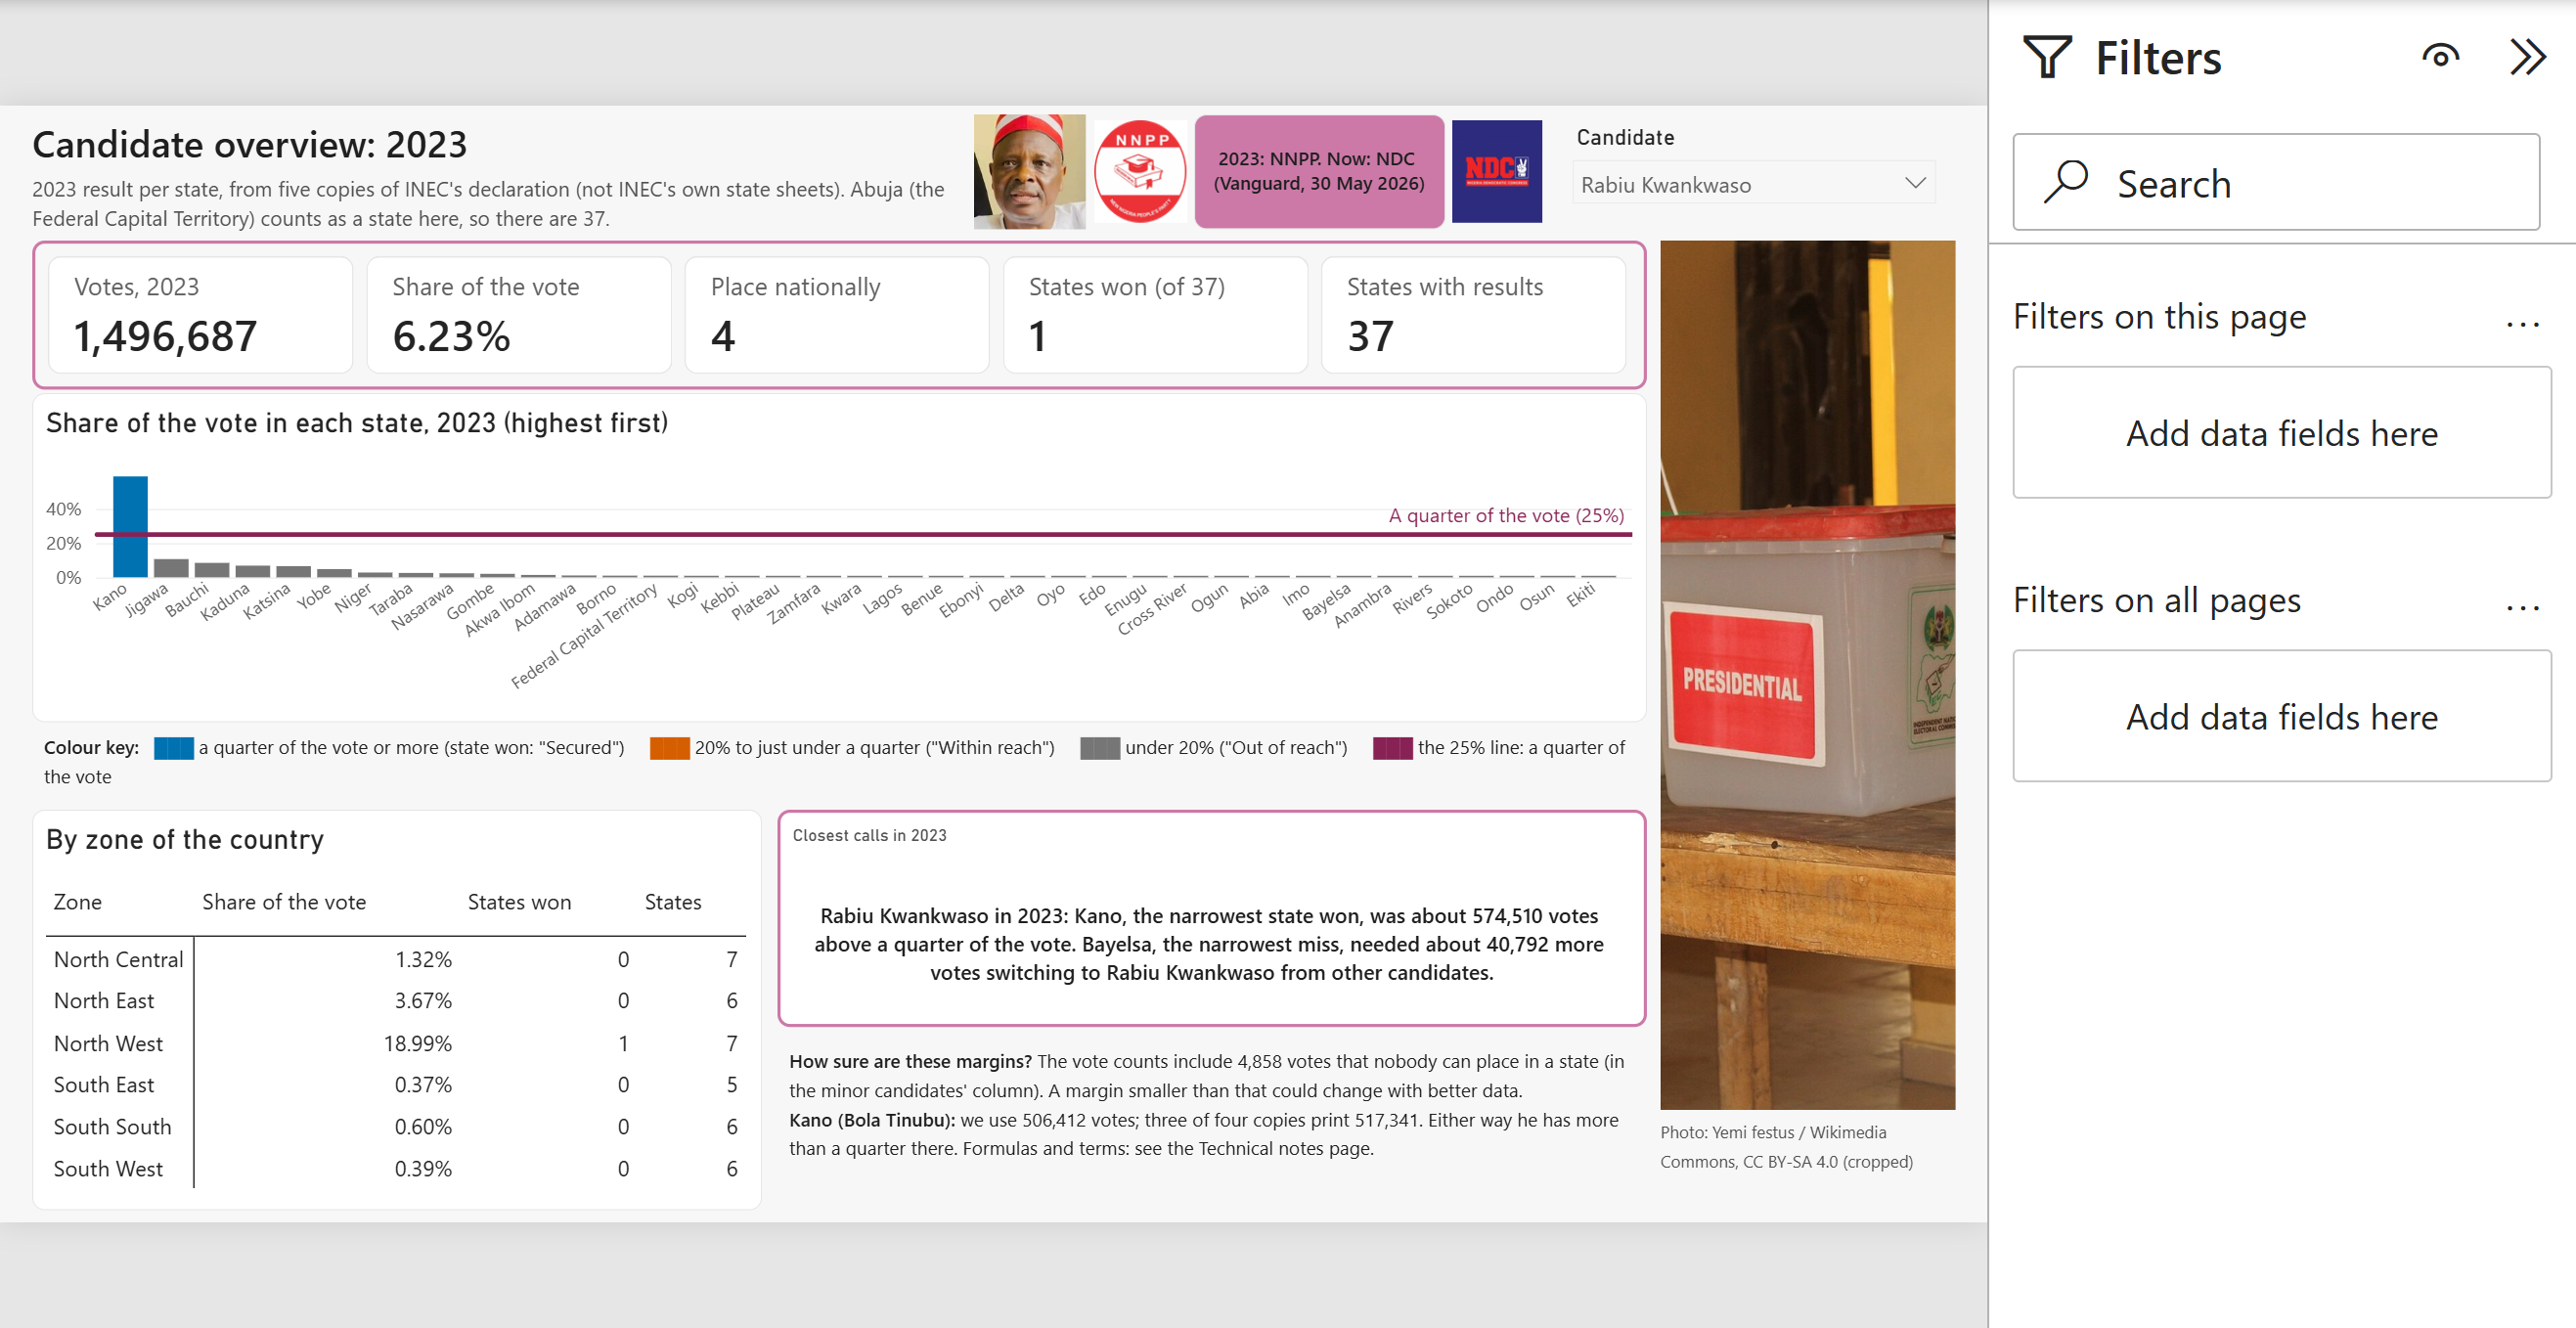 Filters
Search
Filters on this page
...
Add data fields here
Filters on all pages
...
Add data fields here
Candidate overview: 2023
2023 result per state, from five copies of INEC's declaration (not INEC's own state sheets). Abuja (the
Federal Capital Territory) counts as a state here, so there are 37.
NNPP
NEW NIGERIA PEOPLE'S PARTY
2023: NNPP. Now: NDC
(Vanguard, 30 May 2026)
NDC
Candidate
Rabiu Kwankwaso
Votes, 2023
1,496,687
Share of the vote
6.23%
Place nationally
4
States won (of 37)
1
States with results
37
Share of the vote in each state, 2023 (highest first)
40%
20%
0%
A quarter of the vote (25%)
Kano
Jigawa
Bauchi
Kaduna
Katsina
Yobe
Niger
Taraba
Nasarawa
Gombe
Akwa Ibom
Adamawa
Borno
Federal Capital Territory
Kogi
Kebbi
Plateau
Zamfara
Kwara
Lagos
Benue
Ebonyi
Delta
Oyo
Edo
Enugu
Cross River
Ogun
Abia
Imo
Bayelsa
Anambra
Rivers
Sokoto
Ondo
Osun
Ekiti
Colour key: a quarter of the vote or more (state won: "Secured") 20% to just under a quarter ("Within reach") under 20% ("Out of reach") the 25% line: a quarter of
the vote
By zone of the country
Zone Share of the vote States won States
North Central 1.32% 0 7
North East 3.67% 0 6
North West 18.99% 1 7
South East 0.37% 0 5
South South 0.60% 0 6
South West 0.39% 0 6
Closest calls in 2023
Rabiu Kwankwaso in 2023: Kano, the narrowest state won, was about 574,510 votes
above a quarter of the vote. Bayelsa, the narrowest miss, needed about 40,792 more
votes switching to Rabiu Kwankwaso from other candidates.
How sure are these margins? The vote counts include 4,858 votes that nobody can place in a state (in
the minor candidates' column). A margin smaller than that could change with better data.
Kano (Bola Tinubu): we use 506,412 votes; three of four copies print 517,341. Either way he has more
than a quarter there. Formulas and terms: see the Technical notes page.
PRESIDENTIAL
Photo: Yemi festus / Wikimedia
Commons, CC BY-SA 4.0 (cropped)